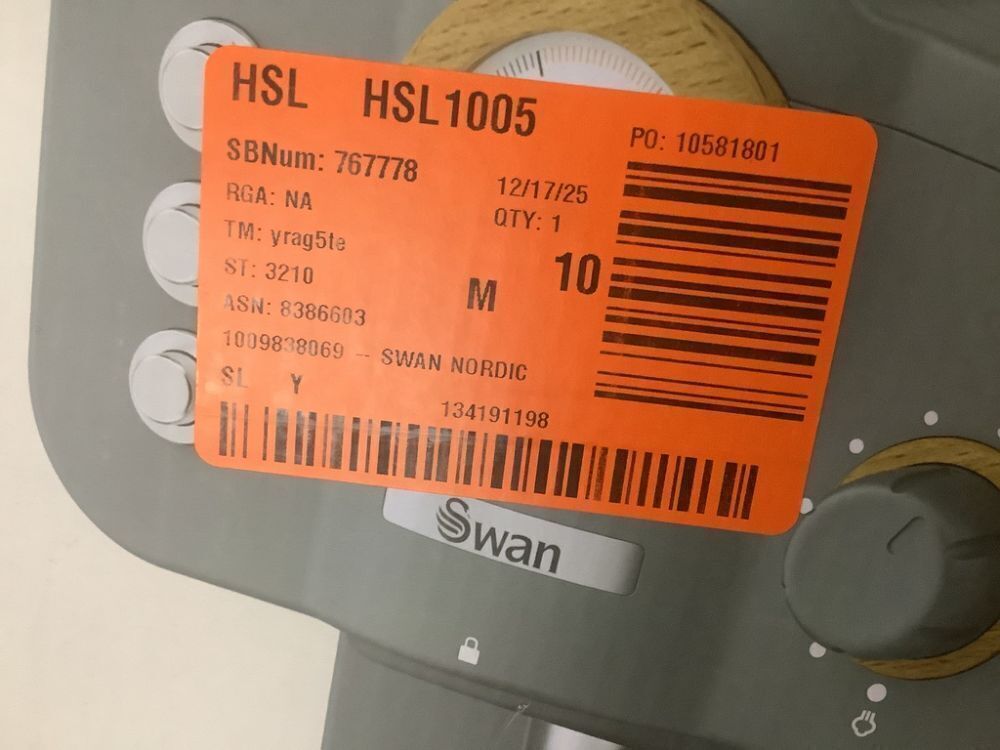 HSL HSL1005
PO: 10581801
SBNum: 767778
12/17/25
RGA: NA
QTY: 1
TM: yrag5te
10
ST: 3210
M
ASN: 8386603
1009838069 -- SWAN NORDIC
SL Y
134191198
Swan